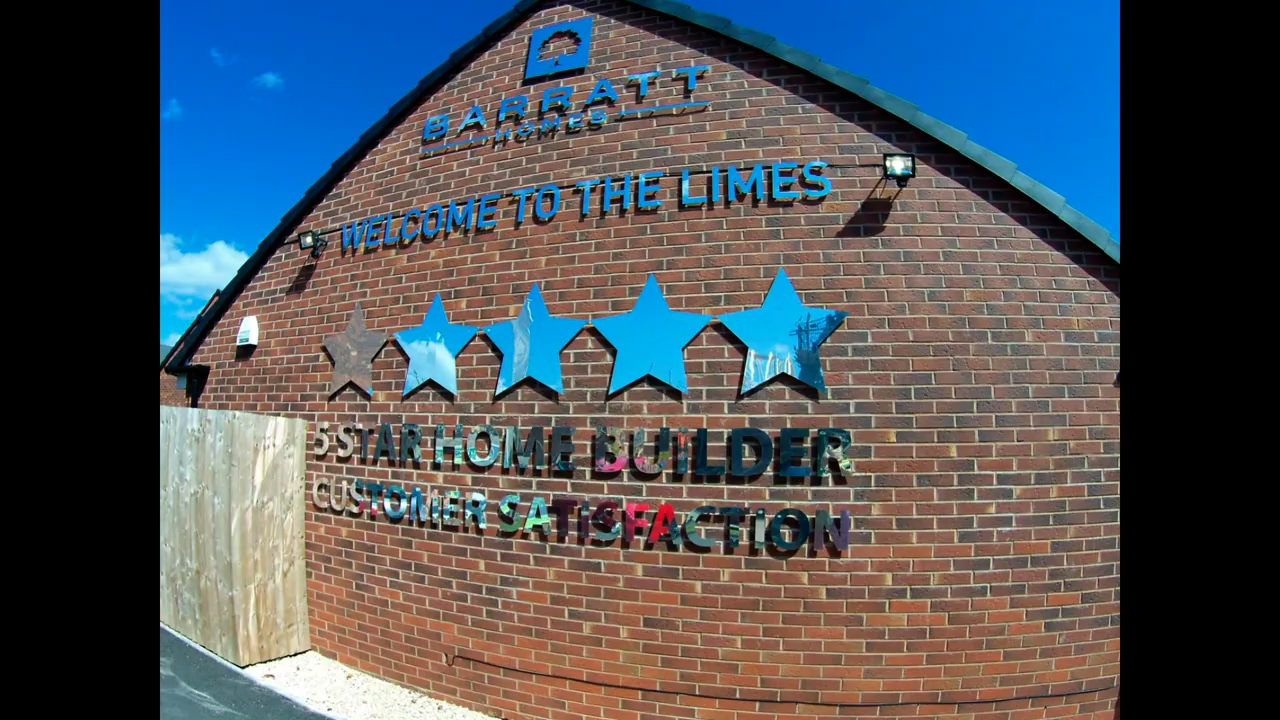 BARRATT
HOMES
WELCOME TO THE LIMES
5 STAR HOME BUILDER
CUSTOMER SATISFACTION